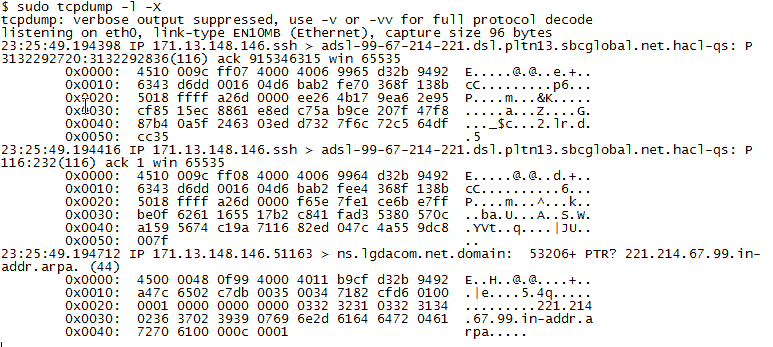 $ sudo tcpdump -l -X
tcpdump: verbose output suppressed, use -v or -vv for full protocol decode
listening on eth0, link-type EN10MB (Ethernet), capture size 96 bytes
23:25:49.194398 IP 171.13.148.146.ssh > adsl-99-67-214-221.dsl.pltn13.sbcglobal.net.hacl-qs: P
3132292720:3132292836(116) ack 915346315 win 65535
0x0000: 4510 009c ff07 4000 4006 9965 d32b 9492 E.....@.@..e.+..
0x0010: 6343 d6dd 0016 04d6 bab2 fe70 368f 138b cC.........p6...
0x0020: 5018 ffff a26d 0000 ee26 4b17 9ea6 2e95 P....m...&K.....
0x0030: cf85 15ec 8861 e8ed c75a b9ce 207f 47f8 .....a...Z....G.
0x0040: 87b4 0a5f 2463 03ed d732 7f6c 72c5 64df ..._$c...2.lr.d.
0x0050: cc35 .5
23:25:49.194416 IP 171.13.148.146.ssh > adsl-99-67-214-221.dsl.pltn13.sbcglobal.net.hacl-qs: P
116:232(116) ack 1 win 65535
0x0000: 4510 009c ff08 4000 4006 9964 d32b 9492 E.....@.@..d.+..
0x0010: 6343 d6dd 0016 04d6 bab2 fee4 368f 138b cC..........6...
0x0020: 5018 ffff a26d 0000 f65e 7fe1 ce6b e7ff P....m...^...k..
0x0030: be0f 6261 1655 17b2 c841 fad3 5380 570c ..ba.U...A..S.W.
0x0040: a159 5674 c19a 7116 82ed 047c 4a55 9dc8 .YVt..q....|JU..
0x0050: 007f ..
23:25:49.194712 IP 171.13.148.146.51163 > ns.lgdacom.net.domain: 53206+ PTR? 221.214.67.99.in-
addr.arpa. (44)
0x0000: 4500 0048 0f99 4000 4011 b9cf d32b 9492 E..H..@.@....+..
0x0010: a47c 6502 c7db 0035 0034 7182 cfd6 0100 .|e....5.4q.....
0x0020: 0001 0000 0000 0000 0332 3231 0332 3134 .........221.214
0x0030: 0236 3702 3939 0769 6e2d 6164 6472 0461 .67.99.in-addr.a
0x0040: 7270 6100 000c 0001 rpa.....